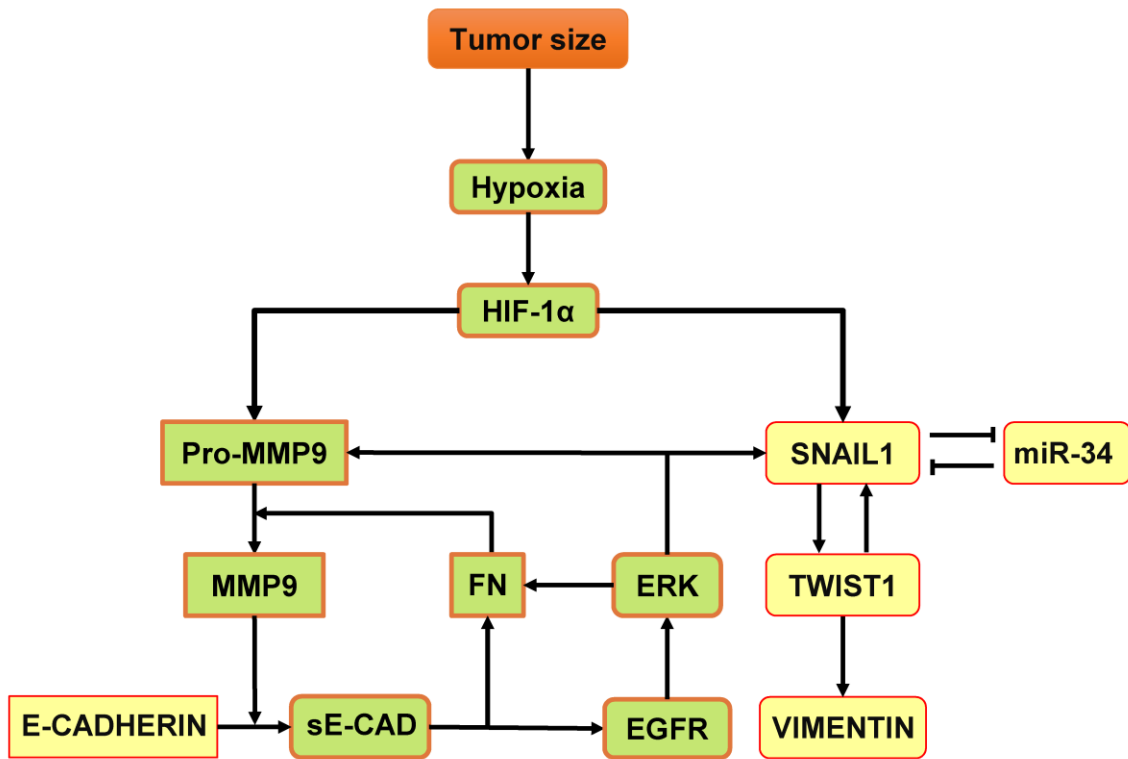 Tumor size
Hypoxia
HIF-1α
Pro-MMP9
SNAIL1
miR-34
MMP9
FN
ERK
TWIST1
E-CADHERIN
sE-CAD
EGFR
VIMENTIN